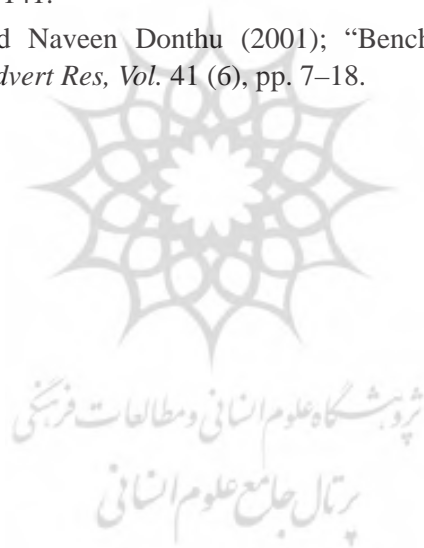 141.
d Naveen Donthu (2001); “Bench
dvert Res, Vol. 41 (6), pp. 7–18.
پژوهشگاه علوم انسانی و مطالعات فرهنگی
پرتال جامع علوم انسانی